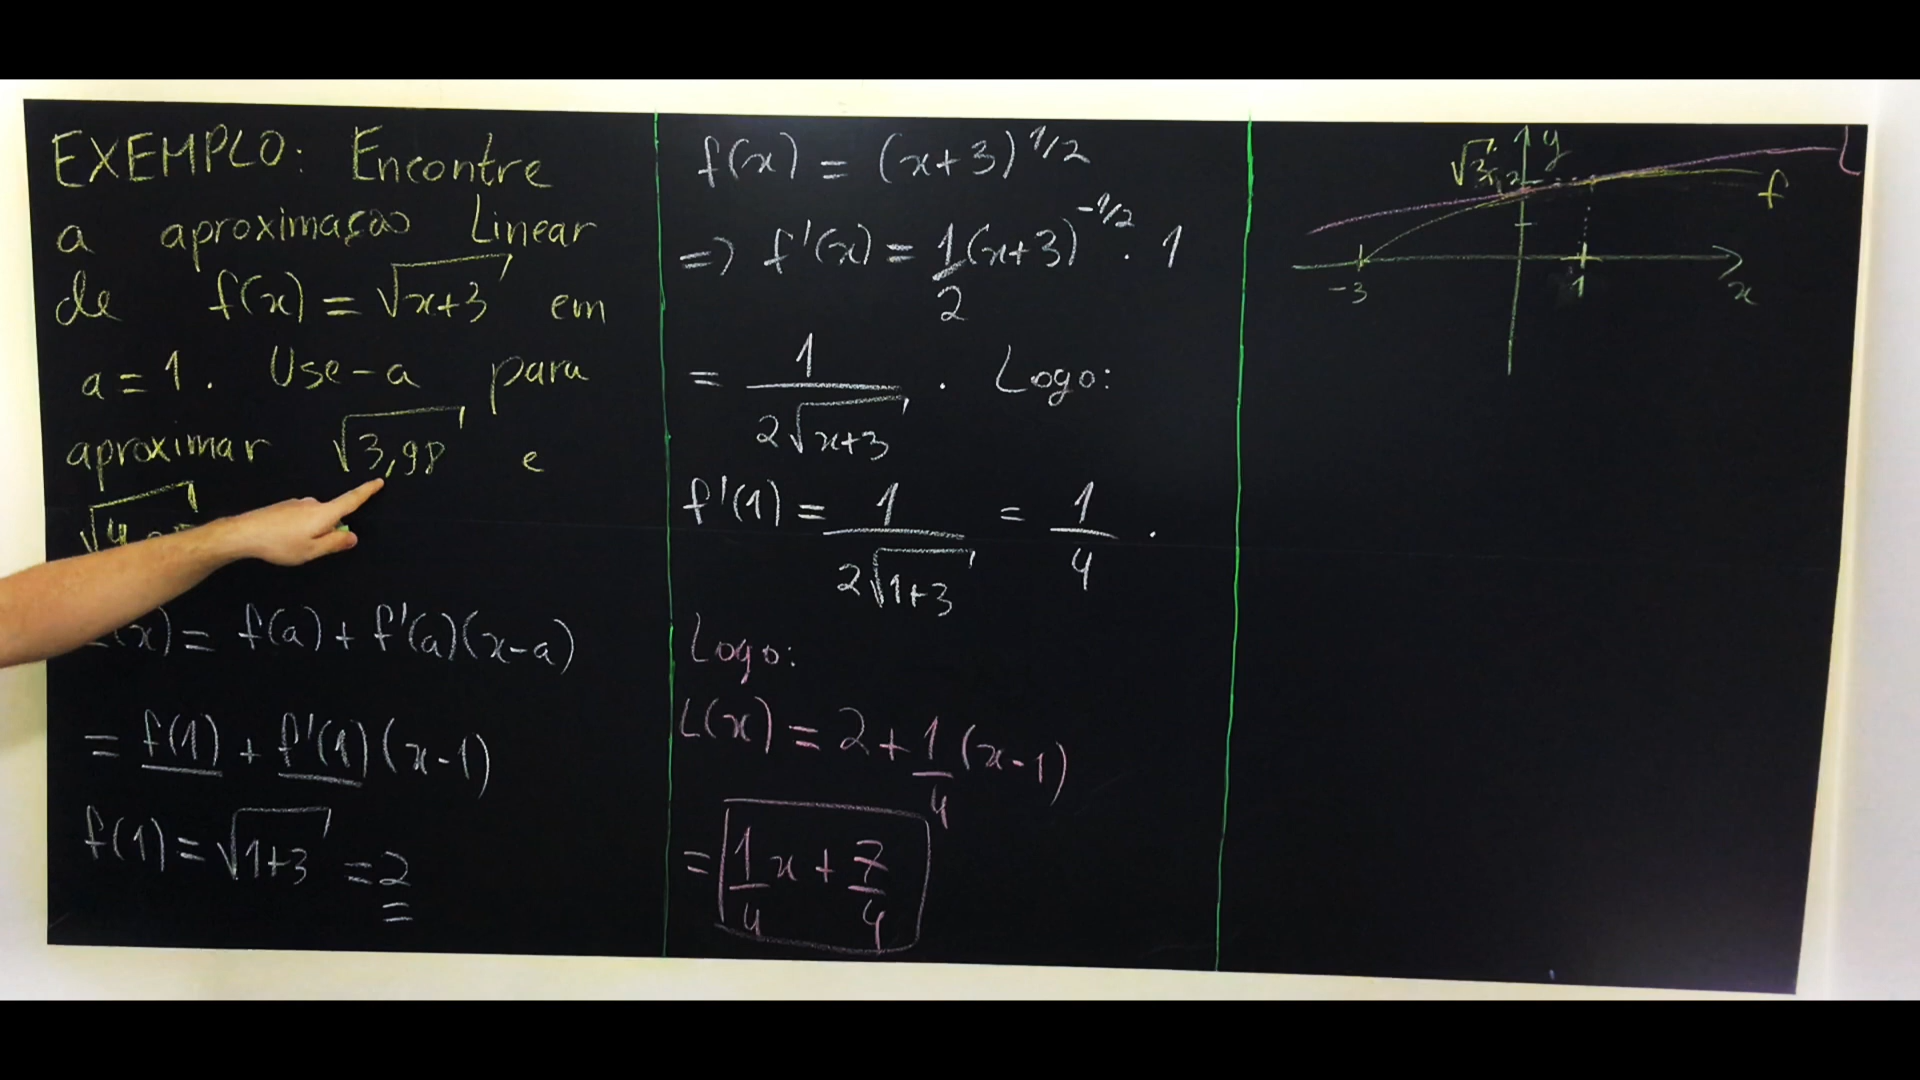 EXEMPLO: Encontre
a aproximação Linear
de f(x) = √x+3 em
a = 1. Use-a para
aproximar √3,98 e
(x) = f(a) + f'(a)(x-a)
= f(1) + f'(1)(x-1)
f(1) = √1+3 = 2
f(x) = (x+3)^1/2
=> f'(x) = 1/2 (x+3)^-1/2 . 1
= 1/2√x+3 . Logo:
f'(1) = 1/2√1+3 = 1/4 .
Logo:
L(x) = 2 + 1/4 (x-1)
= 1/4 x + 7/4
y
L
√3
2
f
-3
1
x